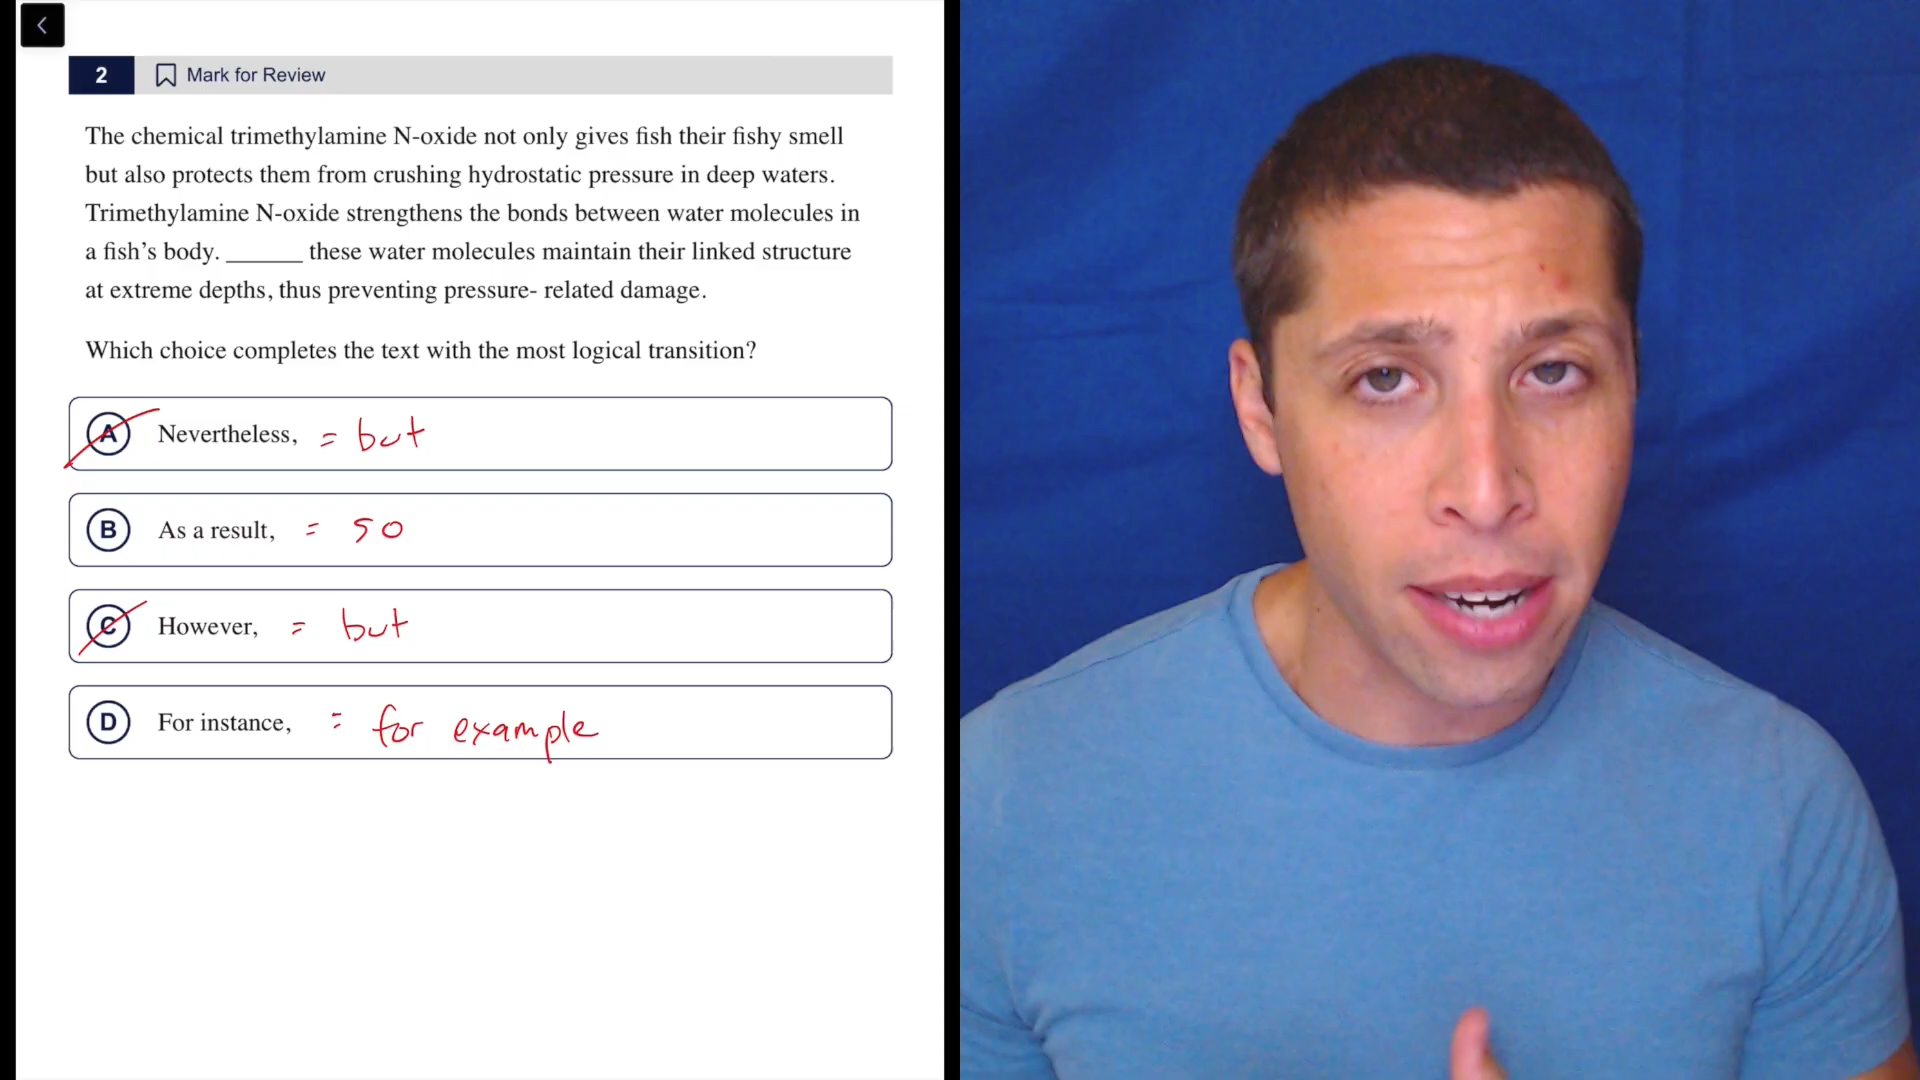 2 Mark for Review
The chemical trimethylamine N-oxide not only gives fish their fishy smell
but also protects them from crushing hydrostatic pressure in deep waters.
Trimethylamine N-oxide strengthens the bonds between water molecules in
a fish’s body. ______ these water molecules maintain their linked structure
at extreme depths, thus preventing pressure- related damage.
Which choice completes the text with the most logical transition?
A Nevertheless, = but
B As a result, = so
C However, = but
D For instance, = for example